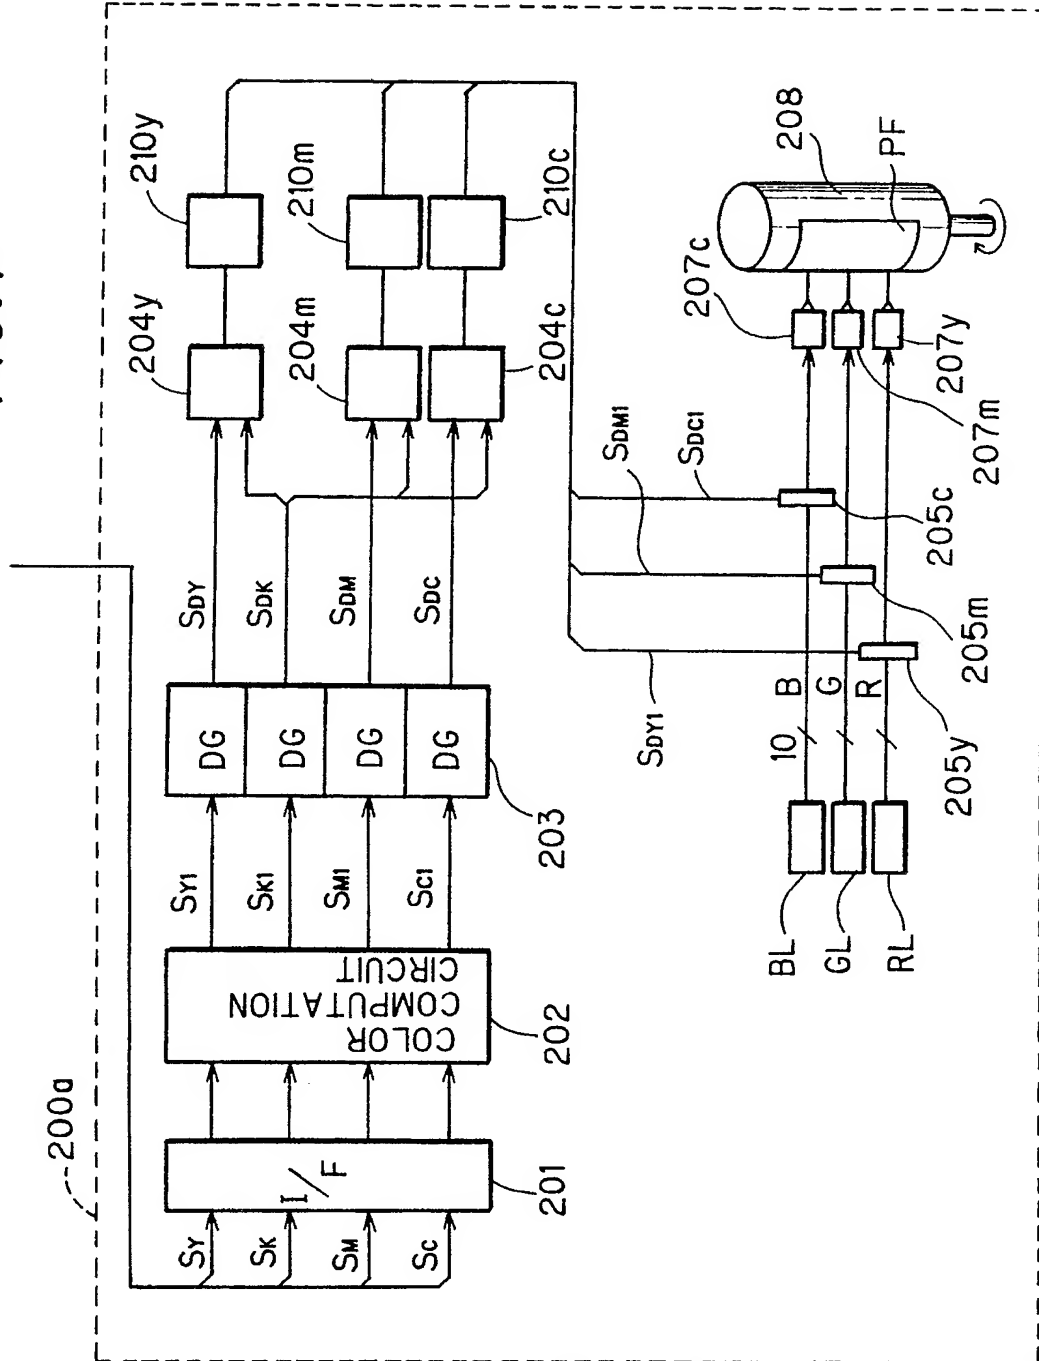 200a
SY
SK
SM
SC
I/F
201
COLOR
COMPUTATION
CIRCUIT
202
SY1
SK1
SM1
SC1
DG
DG
DG
DG
203
SDY
SDK
SDM
SDC
204y
204m
204c
210y
210m
210c
SDY1
SDM1
SDC1
BL
GL
RL
10
B
G
R
205y
205m
205c
207c
207m
207y
208
PF